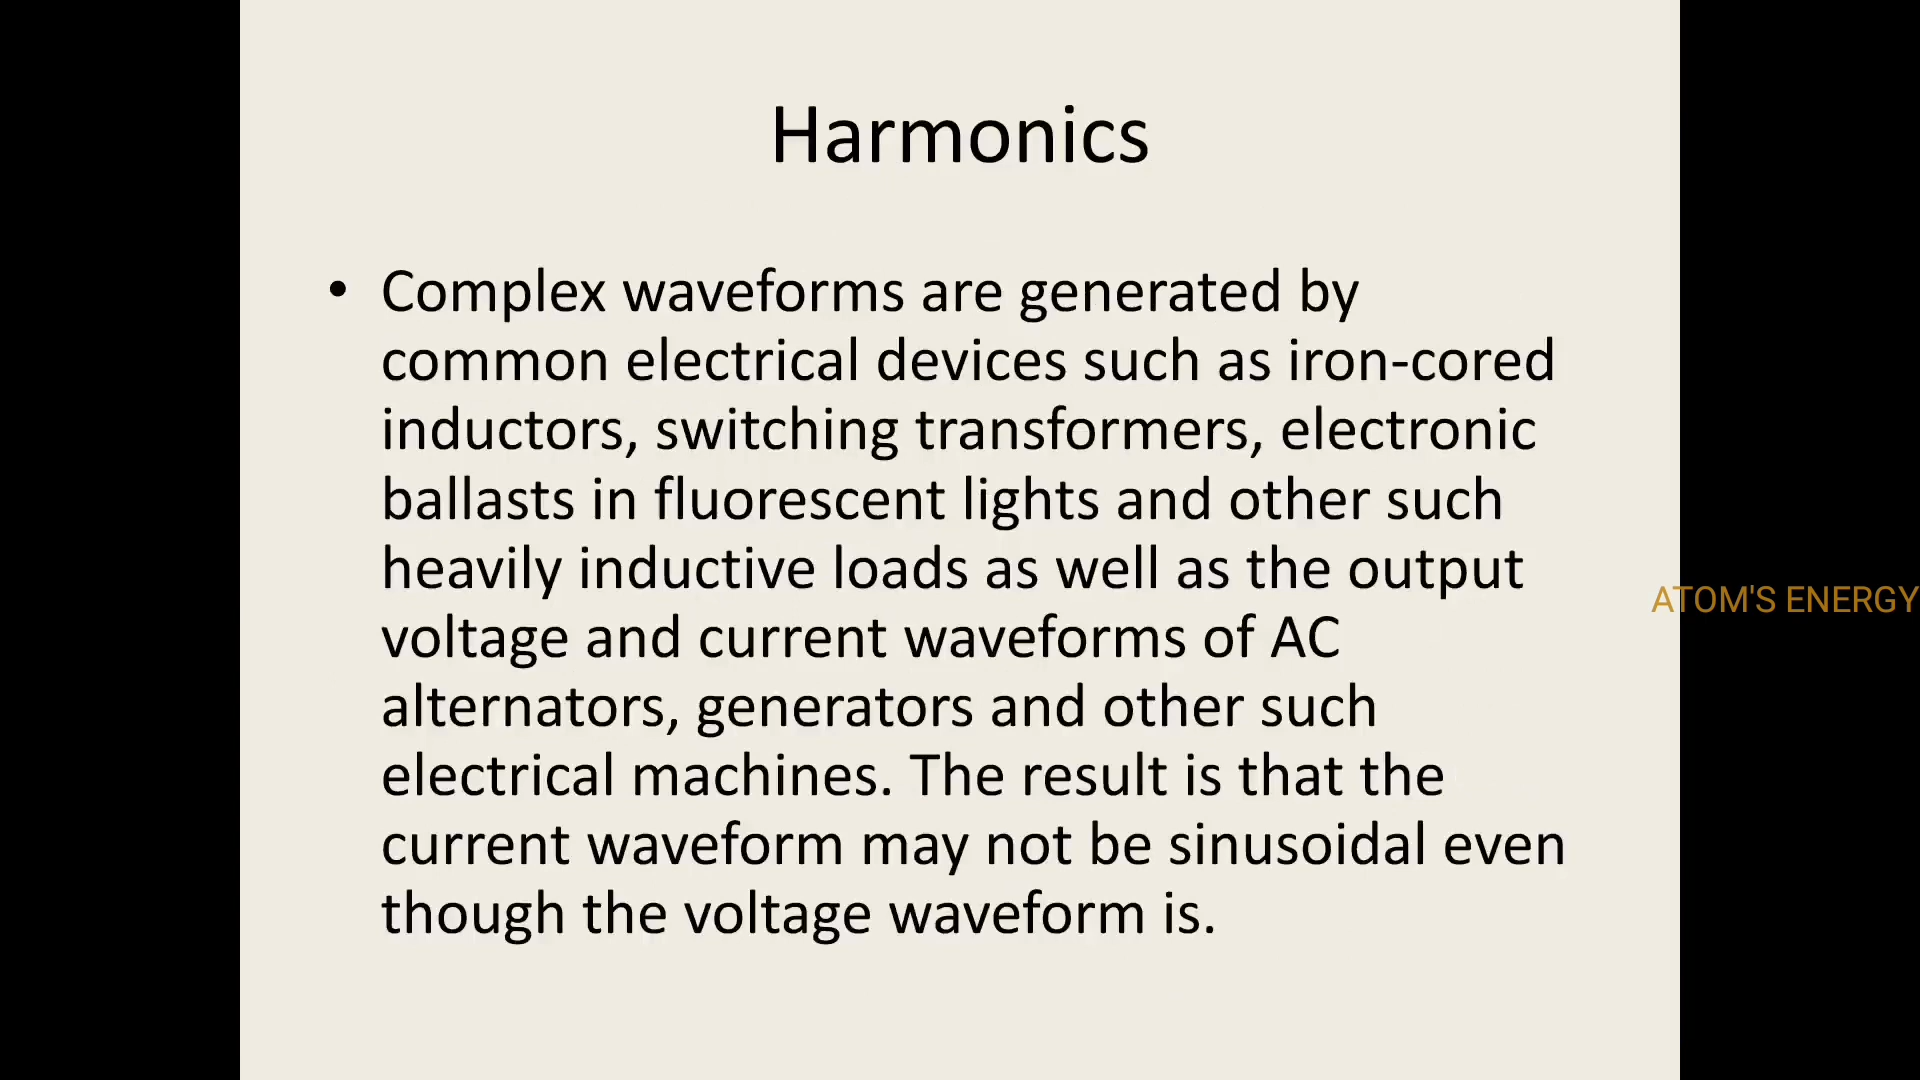 Harmonics
• Complex waveforms are generated by
common electrical devices such as iron-cored
inductors, switching transformers, electronic
ballasts in fluorescent lights and other such
heavily inductive loads as well as the output
voltage and current waveforms of AC
alternators, generators and other such
electrical machines. The result is that the
current waveform may not be sinusoidal even
though the voltage waveform is.
ATOM'S ENERGY